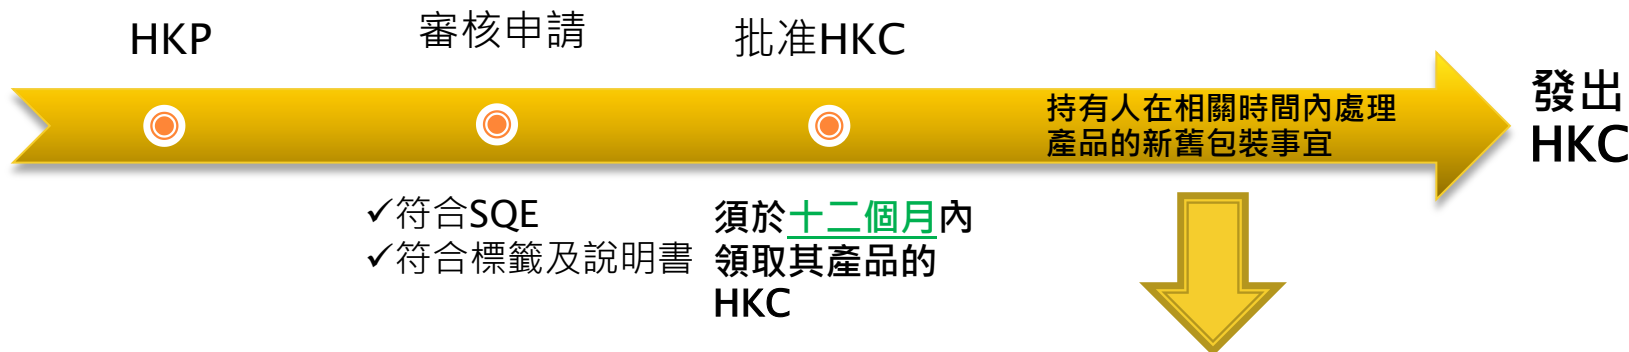 HKP
審核申請
批准HKC
持有人在相關時間內處理
產品的新舊包裝事宜
發出
HKC
✓符合SQE
✓符合標籤及說明書
須於十二個月內
領取其產品的
HKC